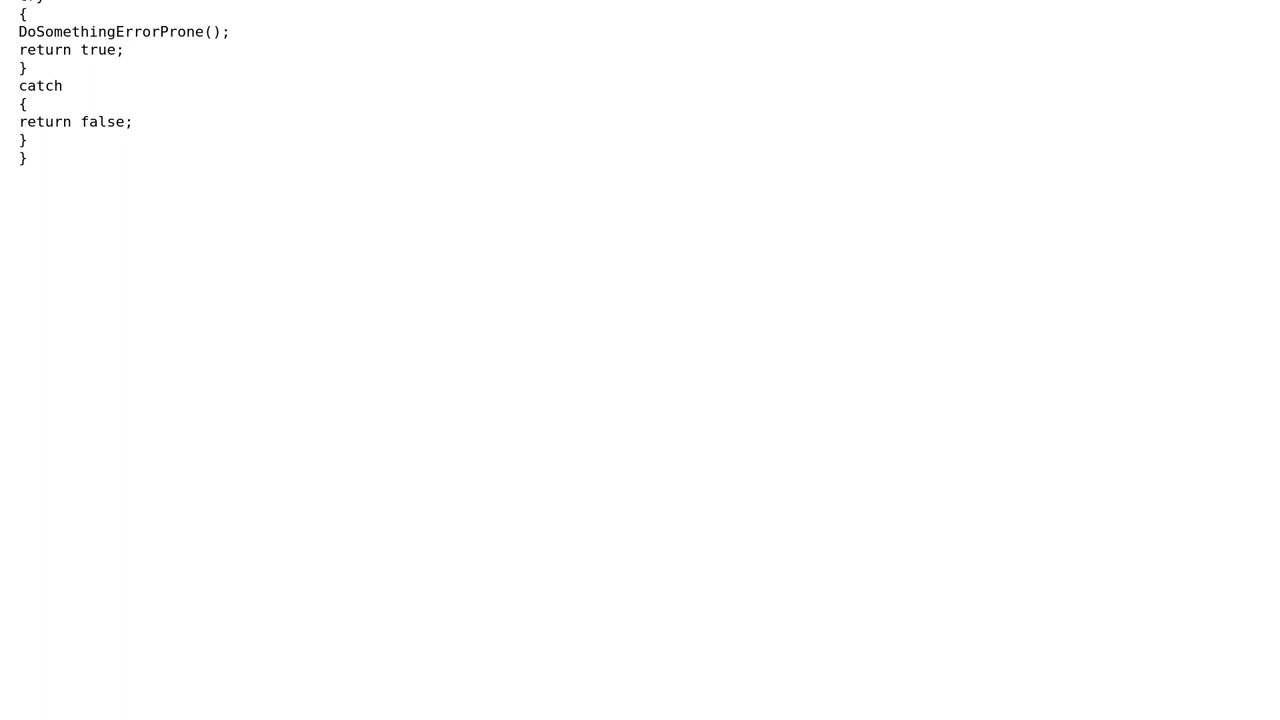 {
DoSomethingErrorProne();
return true;
}
catch
{
return false;
}
}